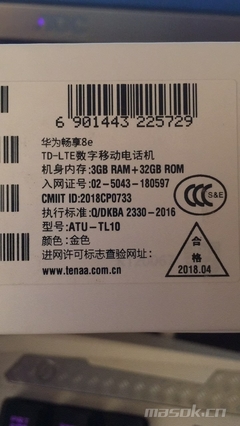 6 901443 225729
华为畅享8e
TD-LTE数字移动电话机
机身内存:3GB RAM+32GB ROM
入网证号:02-5043-180597
CMIIT ID:2018CP0733
执行标准:Q/DKBA 2330-2016
型号:ATU-TL10
颜色:金色
进网许可标志查验网址:
www.tenaa.com.cn
CCC S&E
合格
2018.04
masok.cn